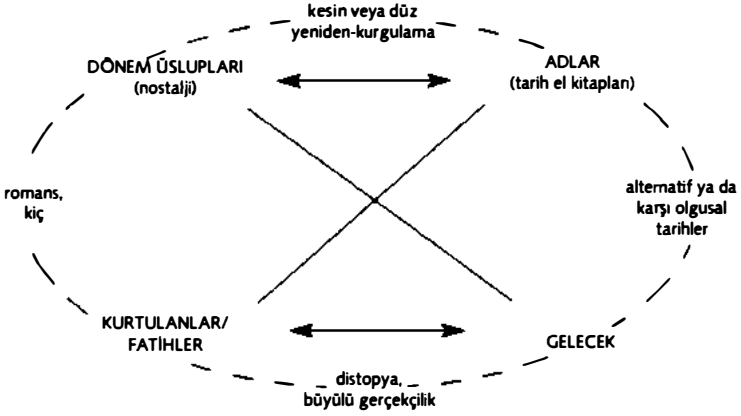 kesin veya düz
yeniden-kurgulama
DÖNEM ÜSLUPLARI
(nostalji)
ADLAR
(tarih el kitapları)
romans,
kiç
alternatif ya da
karşı olgusal
tarihler
KURTULANLAR/
FATİHLER
GELECEK
distopya,
büyülü gerçekçilik